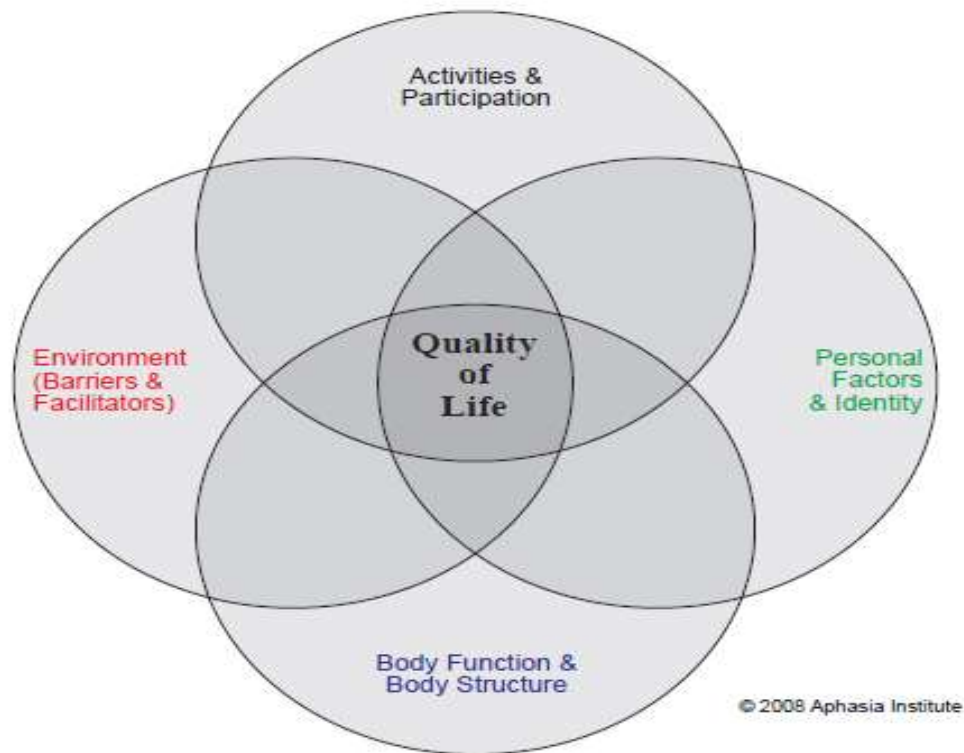 Activities &
Participation
Environment
(Barriers &
Facilitators)
Quality
of
Life
Personal
Factors
& Identity
Body Function &
Body Structure
© 2008 Aphasia Institute